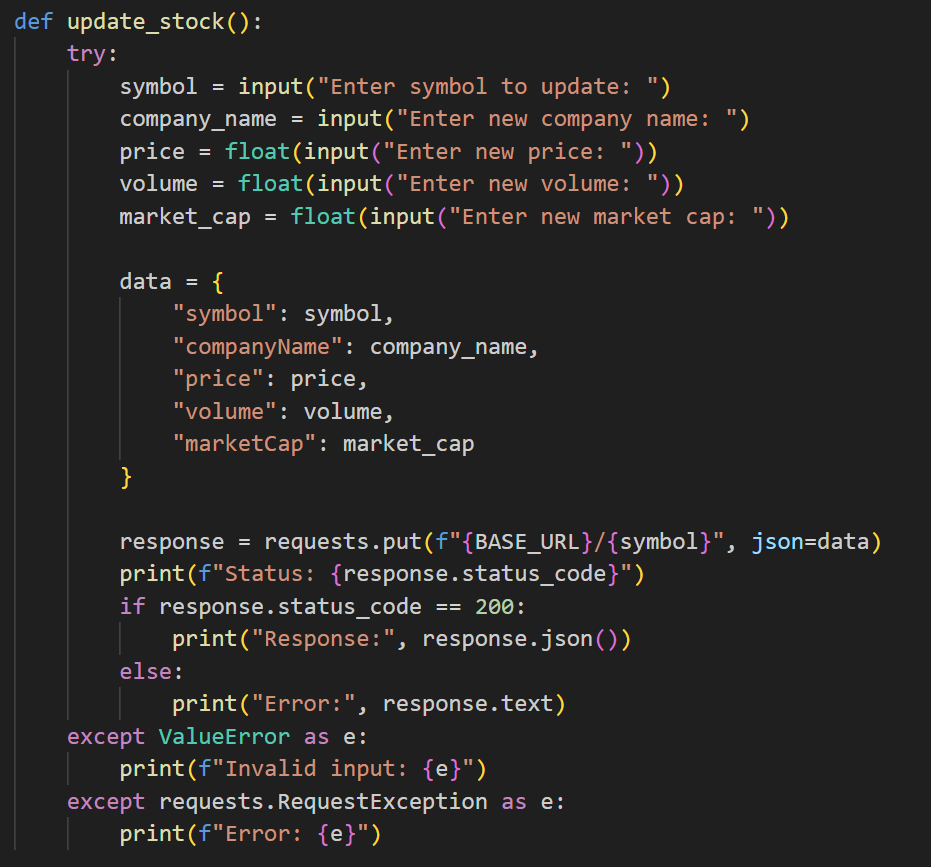 def update_stock():
    try:
        symbol = input("Enter symbol to update: ")
        company_name = input("Enter new company name: ")
        price = float(input("Enter new price: "))
        volume = float(input("Enter new volume: "))
        market_cap = float(input("Enter new market cap: "))

        data = {
            "symbol": symbol,
            "companyName": company_name,
            "price": price,
            "volume": volume,
            "marketCap": market_cap
        }

        response = requests.put(f"{BASE_URL}/{symbol}", json=data)
        print(f"Status: {response.status_code}")
        if response.status_code == 200:
            print("Response:", response.json())
        else:
            print("Error:", response.text)
    except ValueError as e:
        print(f"Invalid input: {e}")
    except requests.RequestException as e:
        print(f"Error: {e}")